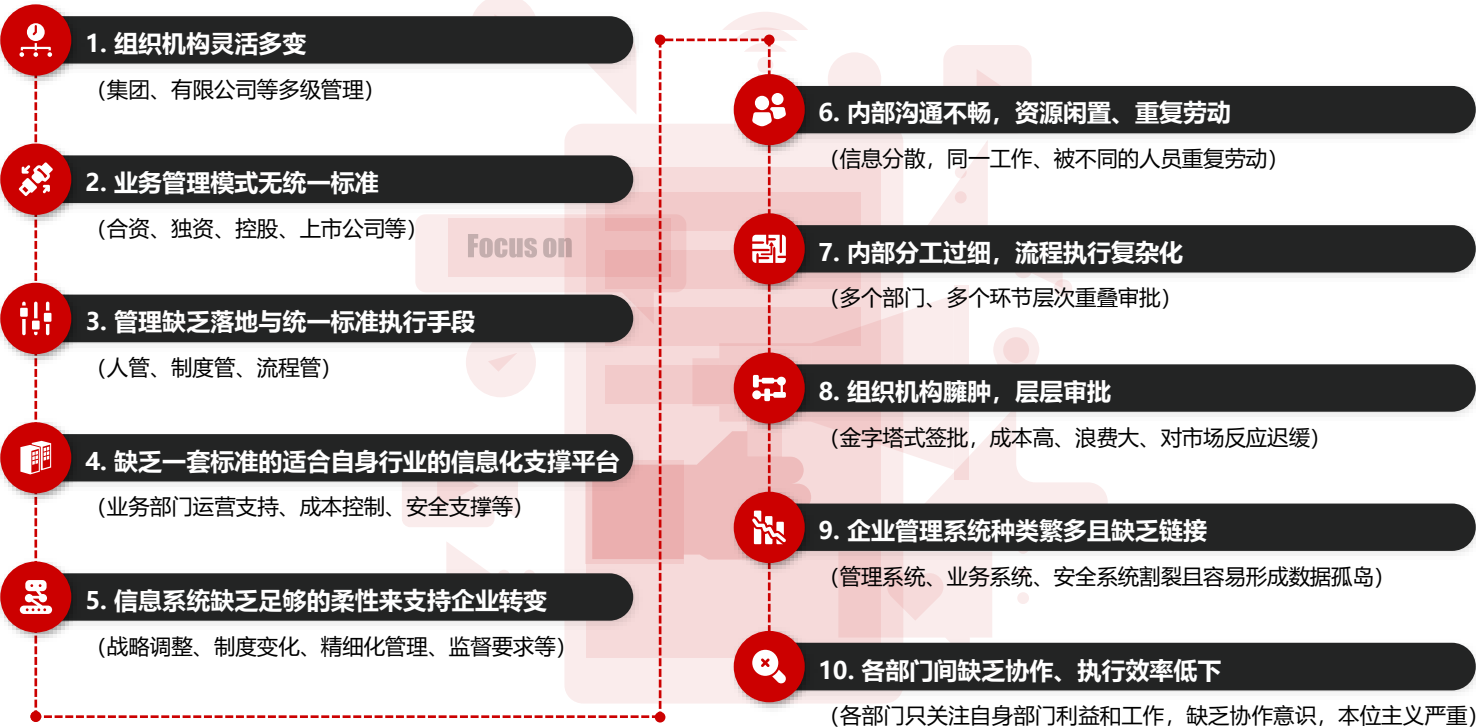 1. 组织机构灵活多变
（集团、有限公司等多级管理）
2. 业务管理模式无统一标准
（合资、独资、控股、上市公司等）
Focus on
3. 管理缺乏落地与统一标准执行手段
（人管、制度管、流程管）
4. 缺乏一套标准的适合自身行业的信息化支撑平台
（业务部门运营支持、成本控制、安全支撑等）
5. 信息系统缺乏足够的柔性来支持企业转变
（战略调整、制度变化、精细化管理、监督要求等）
6. 内部沟通不畅，资源闲置、重复劳动
（信息分散，同一工作、被不同的人员重复劳动）
7. 内部分工过细，流程执行复杂化
（多个部门、多个环节层次重叠审批）
8. 组织机构臃肿，层层审批
（金字塔式签批，成本高、浪费大、对市场反应迟缓）
9. 企业管理系统种类繁多且缺乏链接
（管理系统、业务系统、安全系统割裂且容易形成数据孤岛）
10. 各部门间缺乏协作、执行效率低下
（各部门只关注自身部门利益和工作，缺乏协作意识，本位主义严重）